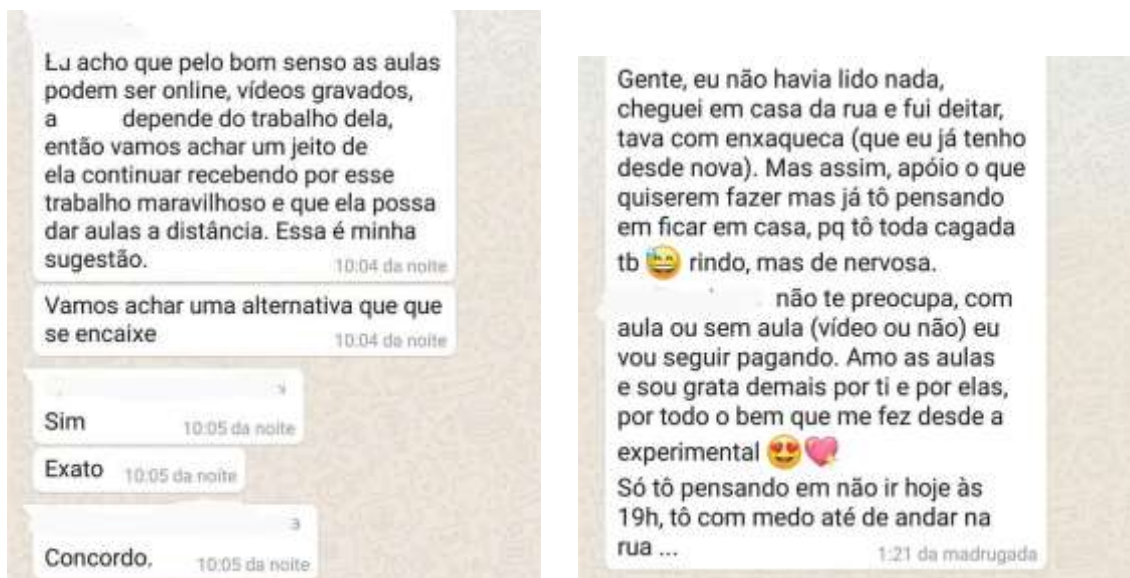 Eu acho que pelo bom senso as aulas
podem ser online, vídeos gravados,
a depende do trabalho dela,
então vamos achar um jeito de
ela continuar recebendo por esse
trabalho maravilhoso e que ela possa
dar aulas a distância. Essa é minha
sugestão. 10:04 da noite
Vamos achar uma alternativa que que
se encaixe 10:04 da noite
Sim 10:05 da noite
Exato 10:05 da noite
Concordo. 10:05 da noite
Gente, eu não havia lido nada,
cheguei em casa da rua e fui deitar,
tava com enxaqueca (que eu já tenho
desde nova). Mas assim, apóio o que
quiserem fazer mas já tô pensando
em ficar em casa, pq tô toda cagada
tb 😅 rindo, mas de nervosa.
não te preocupa, com
aula ou sem aula (vídeo ou não) eu
vou seguir pagando. Amo as aulas
e sou grata demais por ti e por elas,
por todo o bem que me fez desde a
experimental 😍💖
Só tô pensando em não ir hoje às
19h, tô com medo até de andar na
rua ... 1:21 da madrugada